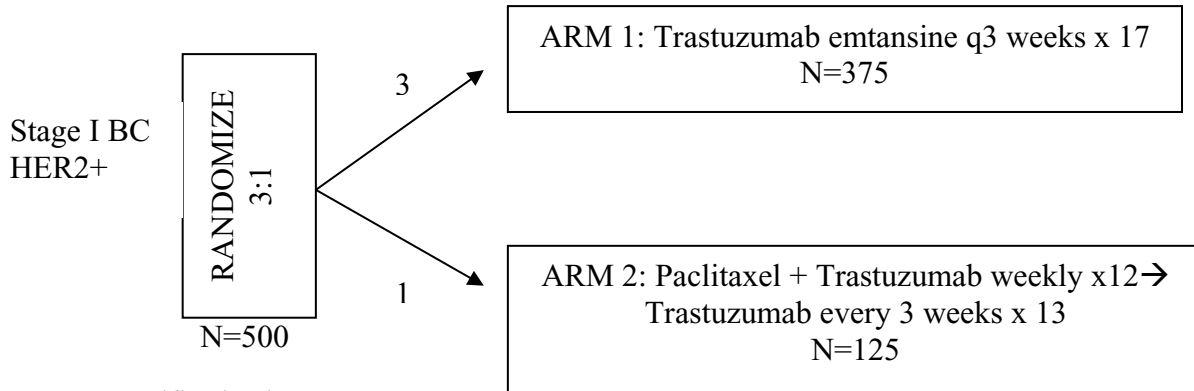 Stage I BC
HER2+
RANDOMIZE
3:1
N=500
3
1
ARM 1: Trastuzumab emtansine q3 weeks x 17
N=375
ARM 2: Paclitaxel + Trastuzumab weekly x12→
Trastuzumab every 3 weeks x 13
N=125